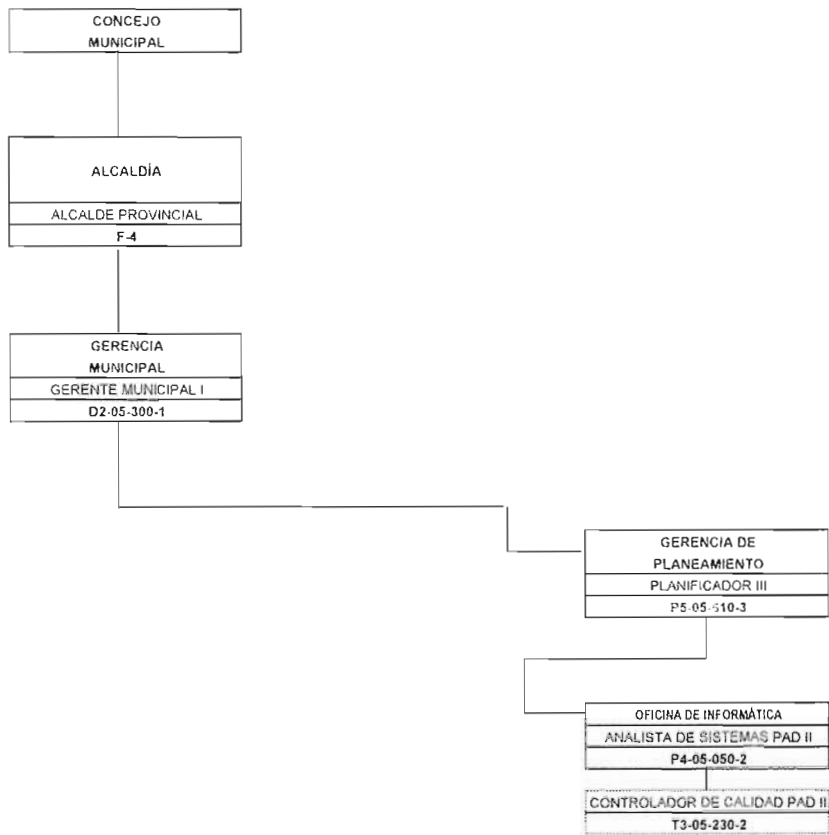 CONCEJO
MUNICIPAL
ALCALDÍA
ALCALDE PROVINCIAL
F-4
GERENCIA
MUNICIPAL
GERENTE MUNICIPAL I
D2-05-300-1
GERENCIA DE
PLANEAMIENTO
PLANIFICADOR III
P5-05-610-3
OFICINA DE INFORMÁTICA
ANALISTA DE SISTEMAS PAD II
P4-05-050-2
CONTROLADOR DE CALIDAD PAD II
T3-05-230-2